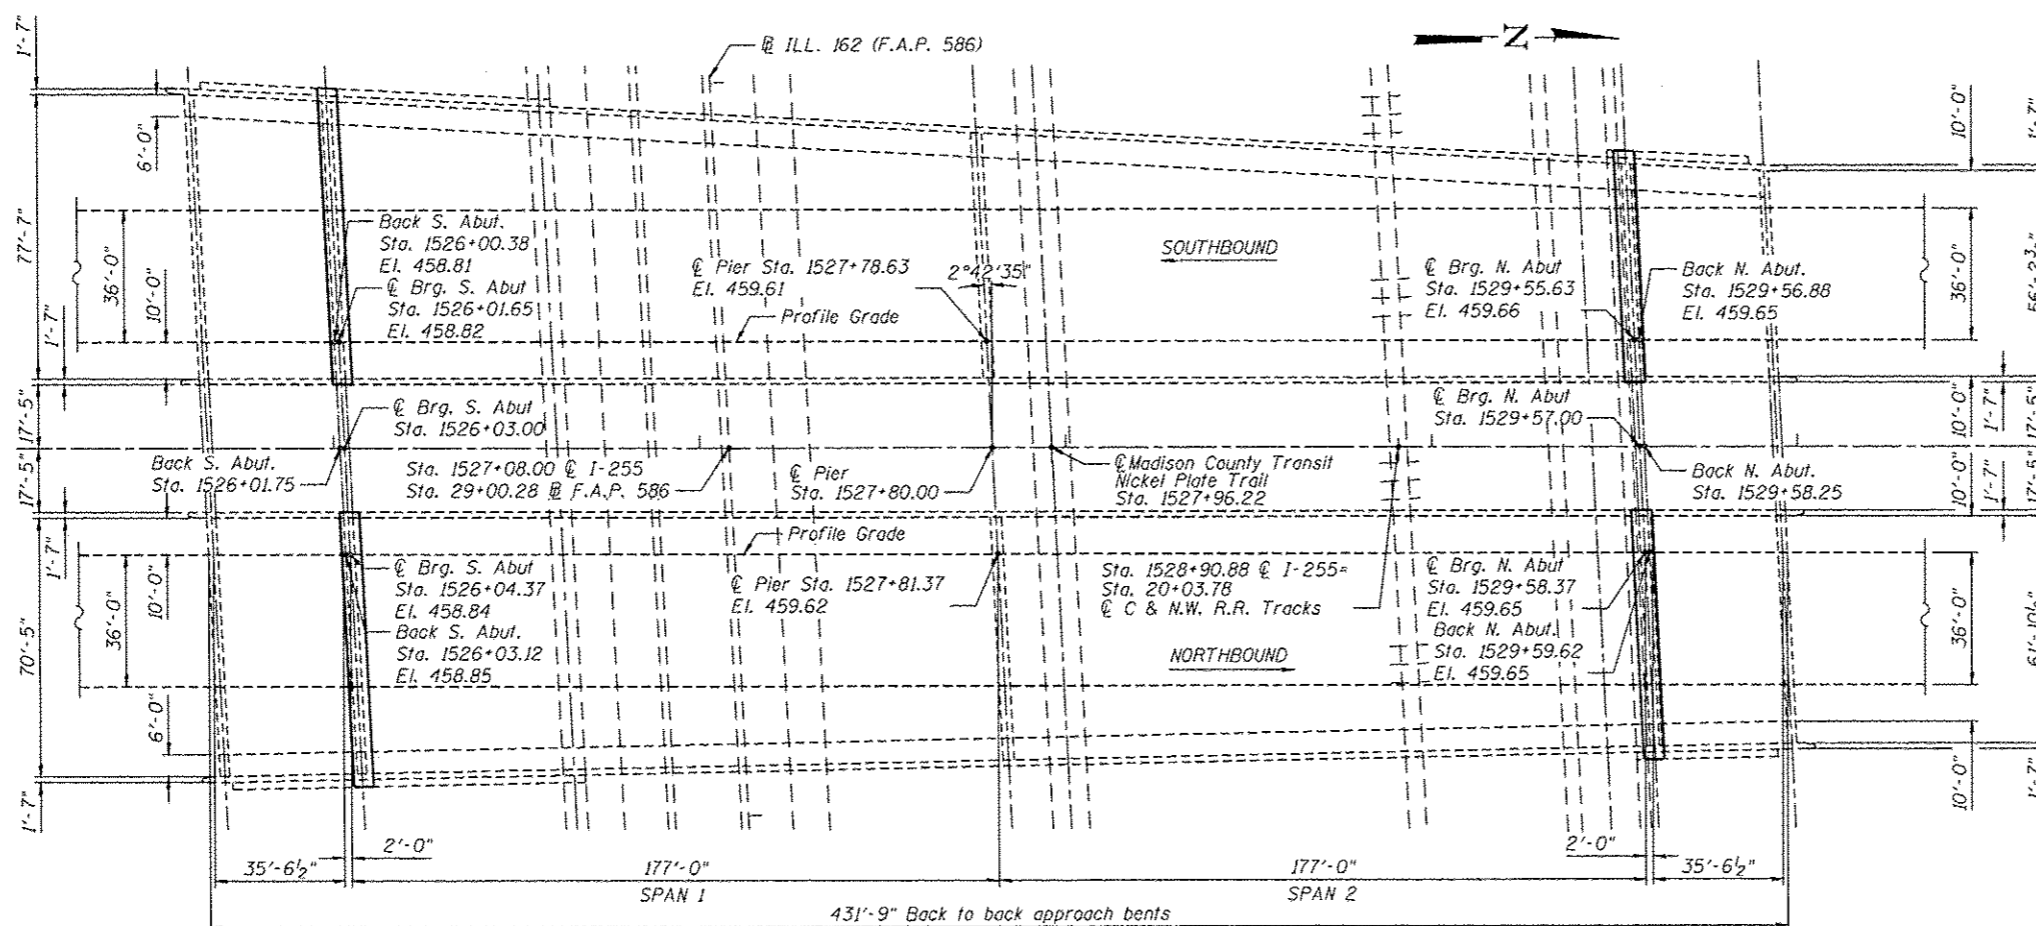 ILL. 162 (F.A.P. 586)
N
1'-7"
6'-0"
77'-7"
36'-0"
10'-0"
1'-7"
17'-5"
17'-5"
1'-7"
70'-5"
36'-0"
10'-0"
6'-0"
1'-7"
Back S. Abut.
Sta. 1526+00.38
El. 458.81
℄ Brg. S. Abut
Sta. 1526+01.65
El. 458.82
℄ Pier Sta. 1527+78.63
El. 459.61
2°42'35"
Profile Grade
SOUTHBOUND
℄ Brg. N. Abut
Sta. 1529+55.63
El. 459.66
Back N. Abut.
Sta. 1529+56.88
El. 459.65
℄ Brg. S. Abut
Sta. 1526+03.00
℄ Brg. N. Abut
Sta. 1529+57.00
Back S. Abut.
Sta. 1526+01.75
Sta. 1527+08.00 ℄ I-255
Sta. 29+00.28 F.A.P. 586
℄ Pier
Sta. 1527+80.00
℄ Madison County Transit
Nickel Plate Trail
Sta. 1527+96.22
Back N. Abut.
Sta. 1529+58.25
Profile Grade
℄ Brg. S. Abut
Sta. 1526+04.37
El. 458.84
Back S. Abut.
Sta. 1526+03.12
El. 458.85
℄ Pier Sta. 1527+81.37
El. 459.62
Sta. 1528+90.88 ℄ I-255=
Sta. 20+03.78
℄ C & N.W. R.R. Tracks
NORTHBOUND
℄ Brg. N. Abut
Sta. 1529+58.37
El. 459.65
Back N. Abut.
Sta. 1529+59.62
El. 459.65
10'-0"
1'-7"
36'-0"
10'-0"
1'-7"
17'-5"
10'-0"
1'-7"
17'-5"
36'-0"
10'-0"
1'-7"
35'-6½"
2'-0"
177'-0"
SPAN 1
177'-0"
SPAN 2
2'-0"
35'-6½"
431'-9" Back to back approach bents